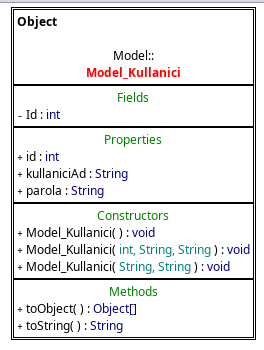 Object
Model::
Model_Kullanici
Fields
- Id : int
Properties
+ id : int
+ kullaniciAd : String
+ parola : String
Constructors
+ Model_Kullanici( ) : void
+ Model_Kullanici( int, String, String ) : void
+ Model_Kullanici( String, String ) : void
Methods
+ toObject( ) : Object[]
+ toString( ) : String